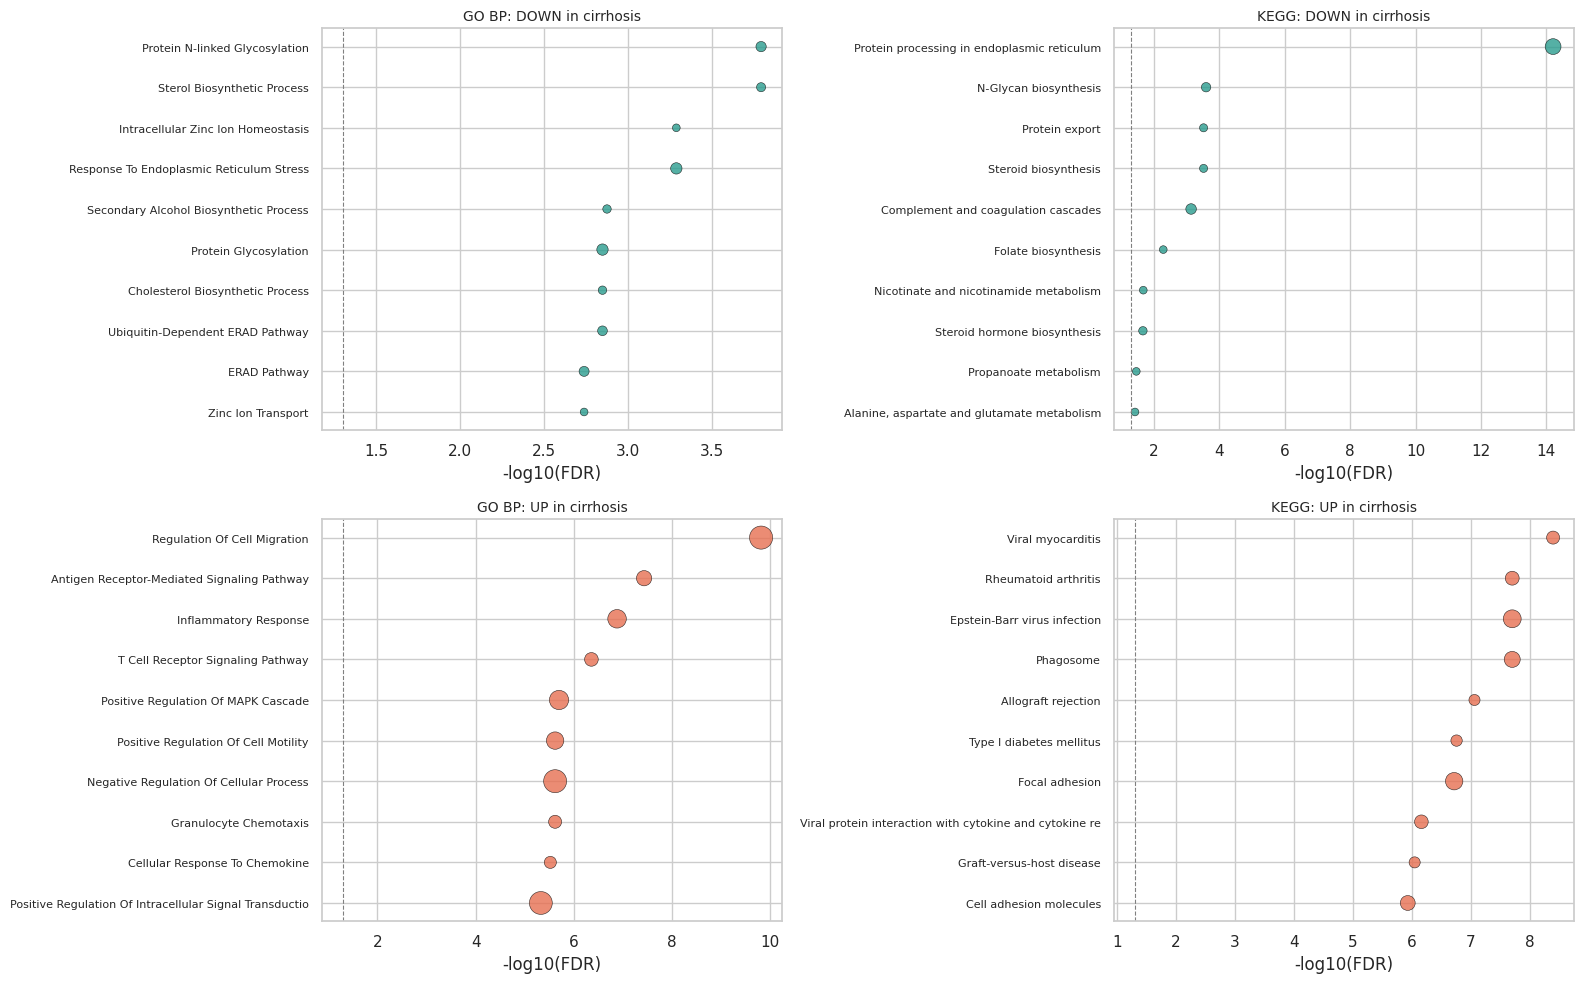 GO BP: DOWN in cirrhosis
Protein N-linked Glycosylation
Sterol Biosynthetic Process
Intracellular Zinc Ion Homeostasis
Response To Endoplasmic Reticulum Stress
Secondary Alcohol Biosynthetic Process
Protein Glycosylation
Cholesterol Biosynthetic Process
Ubiquitin-Dependent ERAD Pathway
ERAD Pathway
Zinc Ion Transport
1.5 2.0 2.5 3.0 3.5
-log10(FDR)
KEGG: DOWN in cirrhosis
Protein processing in endoplasmic reticulum
N-Glycan biosynthesis
Protein export
Steroid biosynthesis
Complement and coagulation cascades
Folate biosynthesis
Nicotinate and nicotinamide metabolism
Steroid hormone biosynthesis
Propanoate metabolism
Alanine, aspartate and glutamate metabolism
2 4 6 8 10 12 14
-log10(FDR)
GO BP: UP in cirrhosis
Regulation Of Cell Migration
Antigen Receptor-Mediated Signaling Pathway
Inflammatory Response
T Cell Receptor Signaling Pathway
Positive Regulation Of MAPK Cascade
Positive Regulation Of Cell Motility
Negative Regulation Of Cellular Process
Granulocyte Chemotaxis
Cellular Response To Chemokine
Positive Regulation Of Intracellular Signal Transductio
2 4 6 8 10
-log10(FDR)
KEGG: UP in cirrhosis
Viral myocarditis
Rheumatoid arthritis
Epstein-Barr virus infection
Phagosome
Allograft rejection
Type I diabetes mellitus
Focal adhesion
Viral protein interaction with cytokine and cytokine re
Graft-versus-host disease
Cell adhesion molecules
1 2 3 4 5 6 7 8
-log10(FDR)